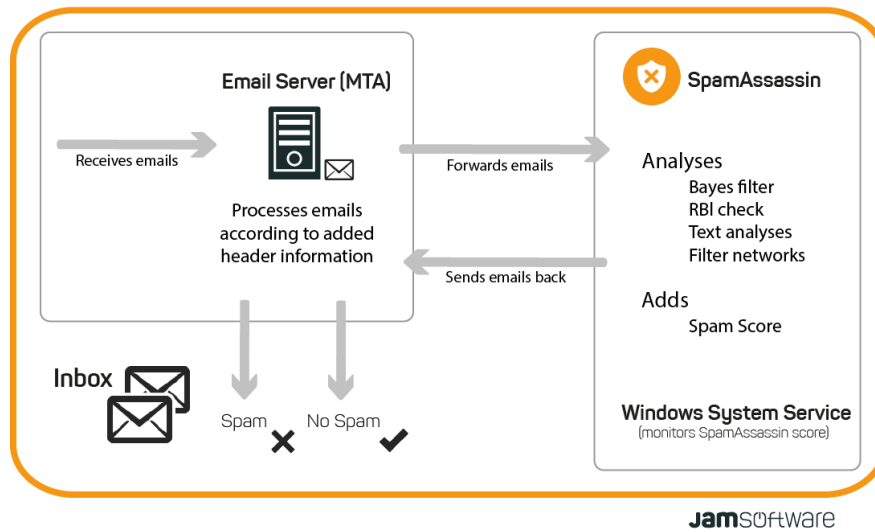 Email Server (MTA)
Receives emails
Processes emails
according to added
header information
Forwards emails
Sends emails back
SpamAssassin
Analyses
Bayes filter
RBI check
Text analyses
Filter networks
Adds
Spam Score
Windows System Service
(monitors SpamAssassin score)
Inbox
Spam
No Spam
Jamsoftware